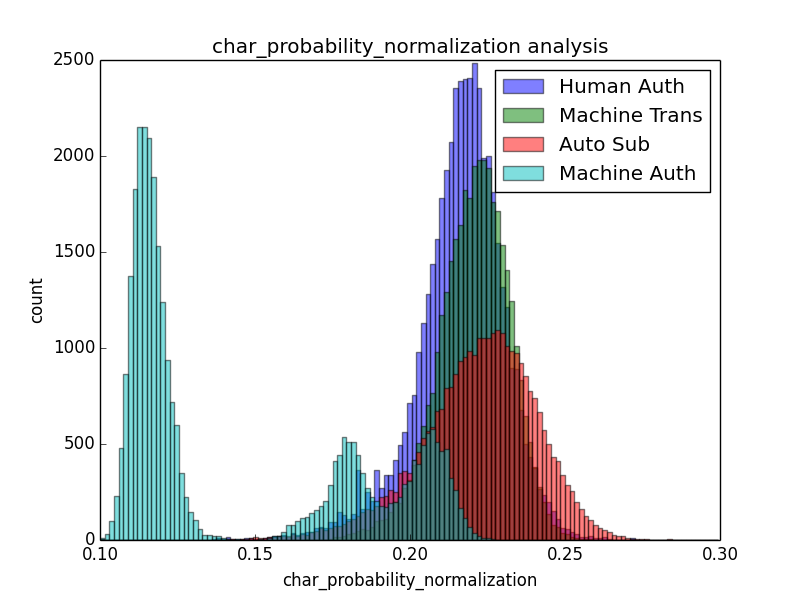 char_probability_normalization analysis
2500
2000
1500
1000
500
0
count
Human Auth
Machine Trans
Auto Sub
Machine Auth
0.10 0.15 0.20 0.25 0.30
char_probability_normalization